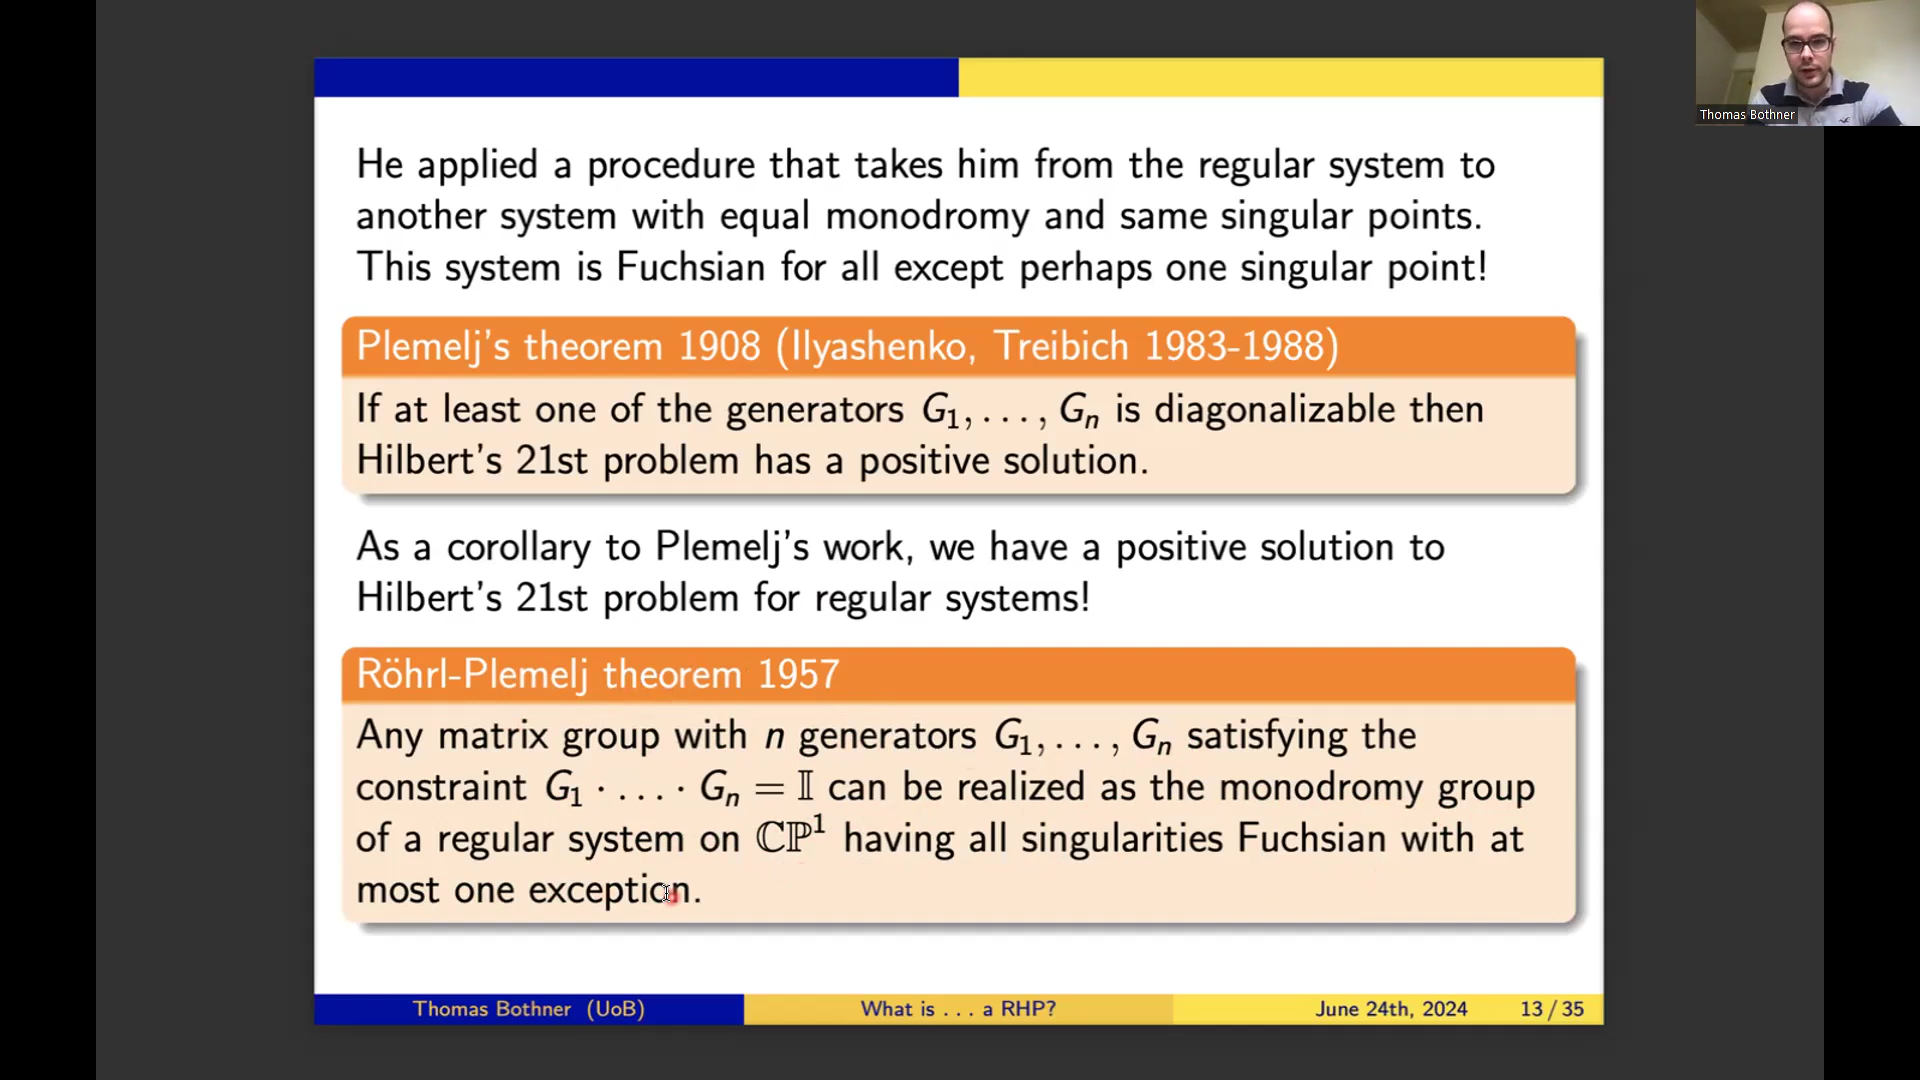 Thomas Bothner
He applied a procedure that takes him from the regular system to
another system with equal monodromy and same singular points.
This system is Fuchsian for all except perhaps one singular point!
Plemelj's theorem 1908 (Ilyashenko, Treibich 1983-1988)
If at least one of the generators G₁, . . . , Gₙ is diagonalizable then
Hilbert's 21st problem has a positive solution.
As a corollary to Plemelj's work, we have a positive solution to
Hilbert's 21st problem for regular systems!
Röhrl-Plemelj theorem 1957
Any matrix group with n generators G₁, . . . , Gₙ satisfying the
constraint G₁ · . . . · Gₙ = 𝕀 can be realized as the monodromy group
of a regular system on ℂℙ¹ having all singularities Fuchsian with at
most one exception.
Thomas Bothner (UoB) What is . . . a RHP? June 24th, 2024 13 / 35